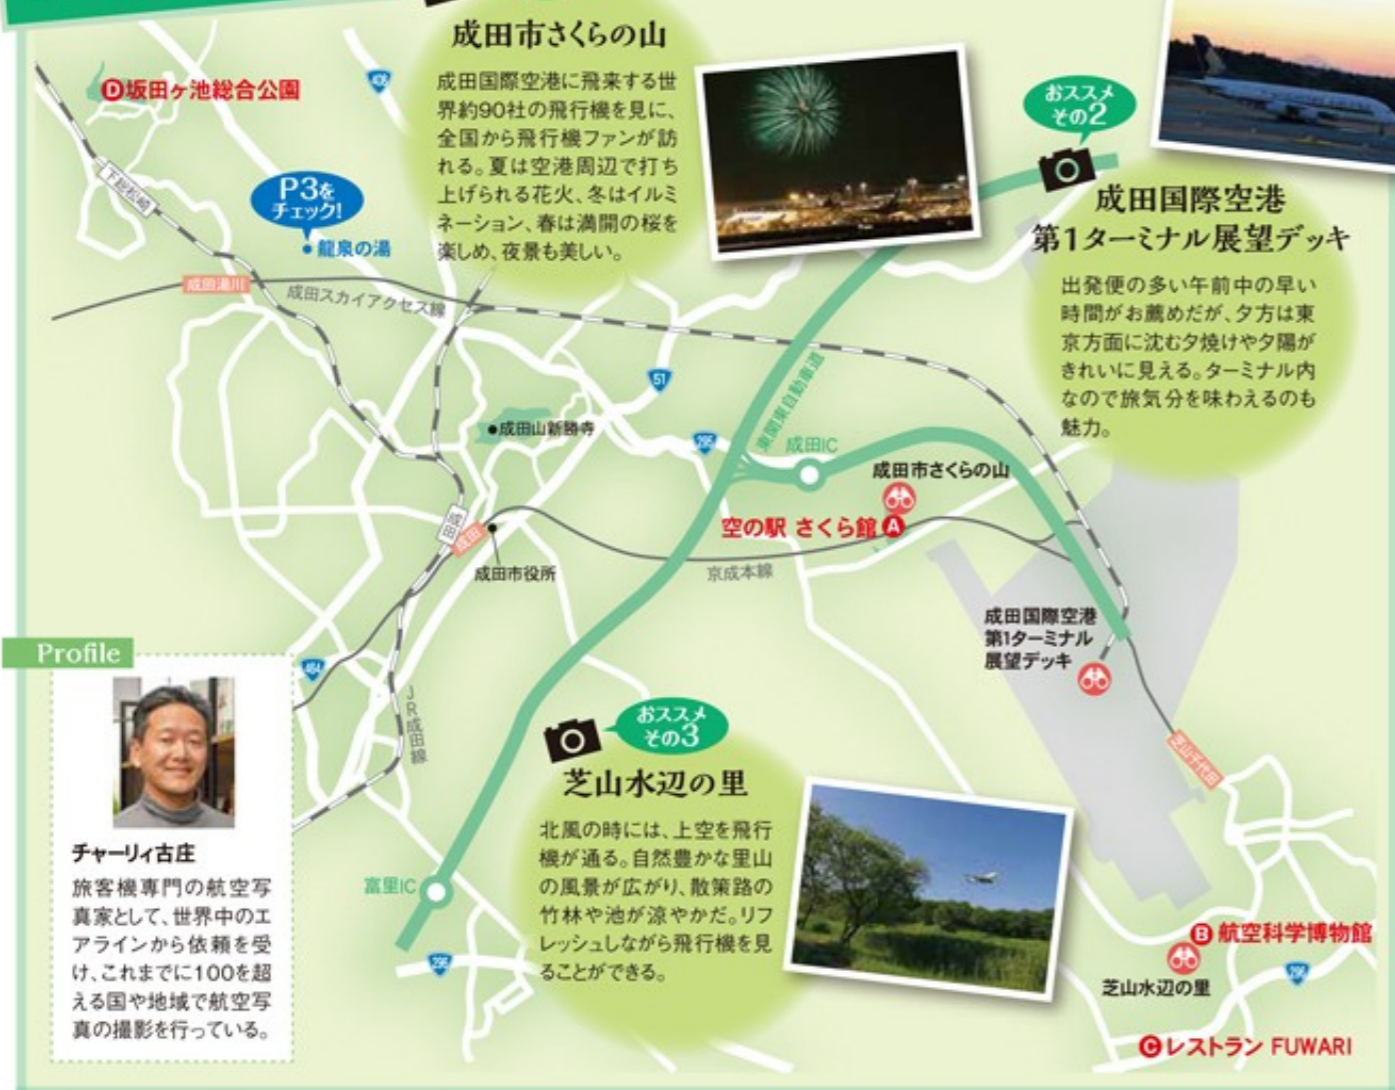 成田市さくらの山
成田国際空港に飛来する世
界約90社の飛行機を見に、
全国から飛行機ファンが訪
れる。夏は空港周辺で打ち
上げられる花火、冬はイルミ
ネーション、春は満開の桜を
楽しめ、夜景も美しい。
おススメ
その2
成田国際空港
第1ターミナル展望デッキ
出発便の多い午前中の早い
時間がお薦めだが、夕方は東
京方面に沈む夕焼けや夕陽が
きれいに見える。ターミナル内
なので旅気分を味わえるのも
魅力。
D坂田ヶ池総合公園
408
下総松崎
P3を
チェック!
龍泉の湯
成田湯川
成田スカイアクセス線
51
成田山新勝寺
295
東関東自動車道
成田IC
成田市さくらの山
空の駅 さくら館 A
成田
成田
成田市役所
京成本線
成田国際空港
第1ターミナル
展望デッキ
464
JR成田線
芝山千代田
富里IC
296
B 航空科学博物館
芝山水辺の里
296
C レストラン FUWARI
おススメ
その3
芝山水辺の里
北風の時には、上空を飛行
機が通る。自然豊かな里山
の風景が広がり、散策路の
竹林や池が涼やかだ。リフ
レッシュしながら飛行機を見
ることができる。
Profile
チャーリィ古庄
旅客機専門の航空写
真家として、世界中のエ
アラインから依頼を受
け、これまでに100を超
える国や地域で航空写
真の撮影を行っている。